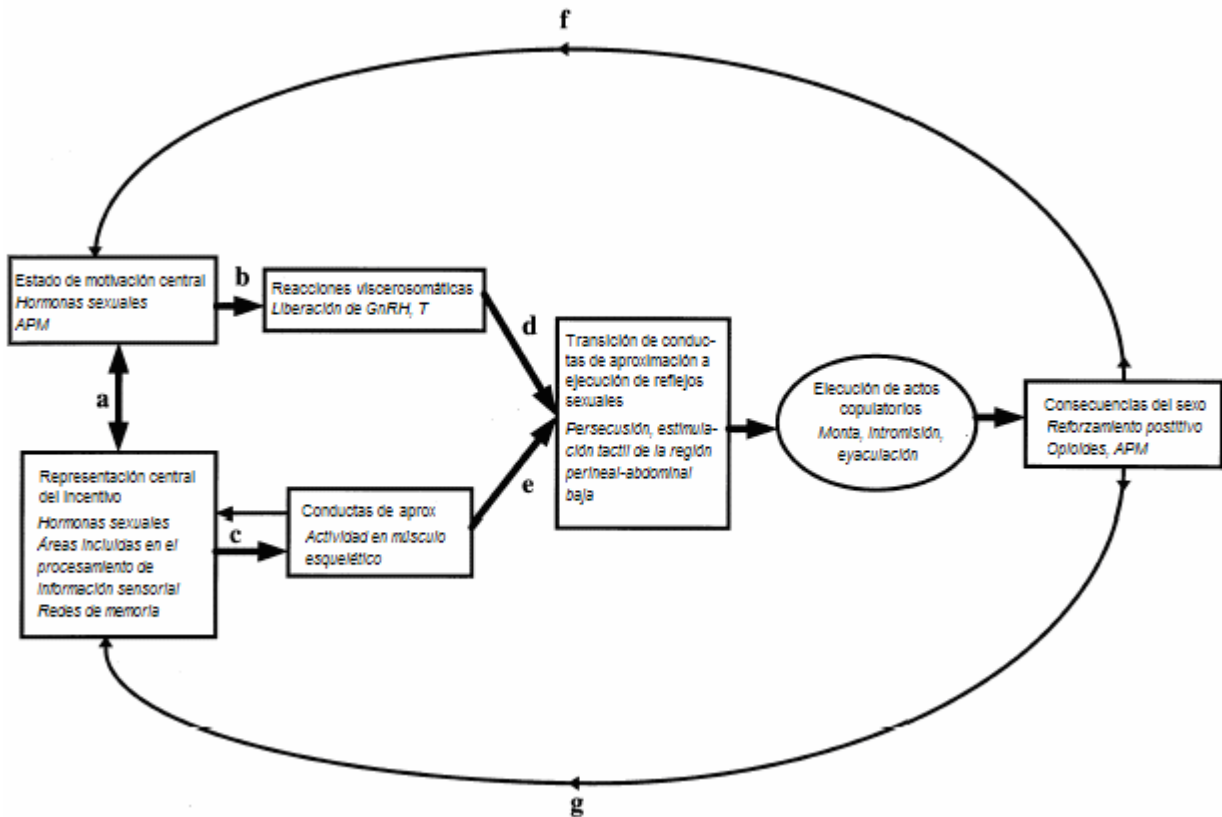 f
Estado de motivación central
Hormonas sexuales
APM
b
Reacciones viscerosomáticas
Liberación de GnRH, T
d
a
Representación central
del incentivo
Hormonas sexuales
Áreas incluidas en el
procesamiento de
información sensorial
Redes de memoria
c
Conductas de aprox
Actividad en músculo
esquelético
e
Transición de conduc-
tas de aproximación a
ejecución de reflejos
sexuales
Persecusión, estimula-
ción tactil de la región
perineal-abdominal
baja
Elecución de actos
copulatorios
Monta, intromisión,
eyaculación
Consecuencias del sexo
Reforzamiento postitivo
Opioides, APM
g